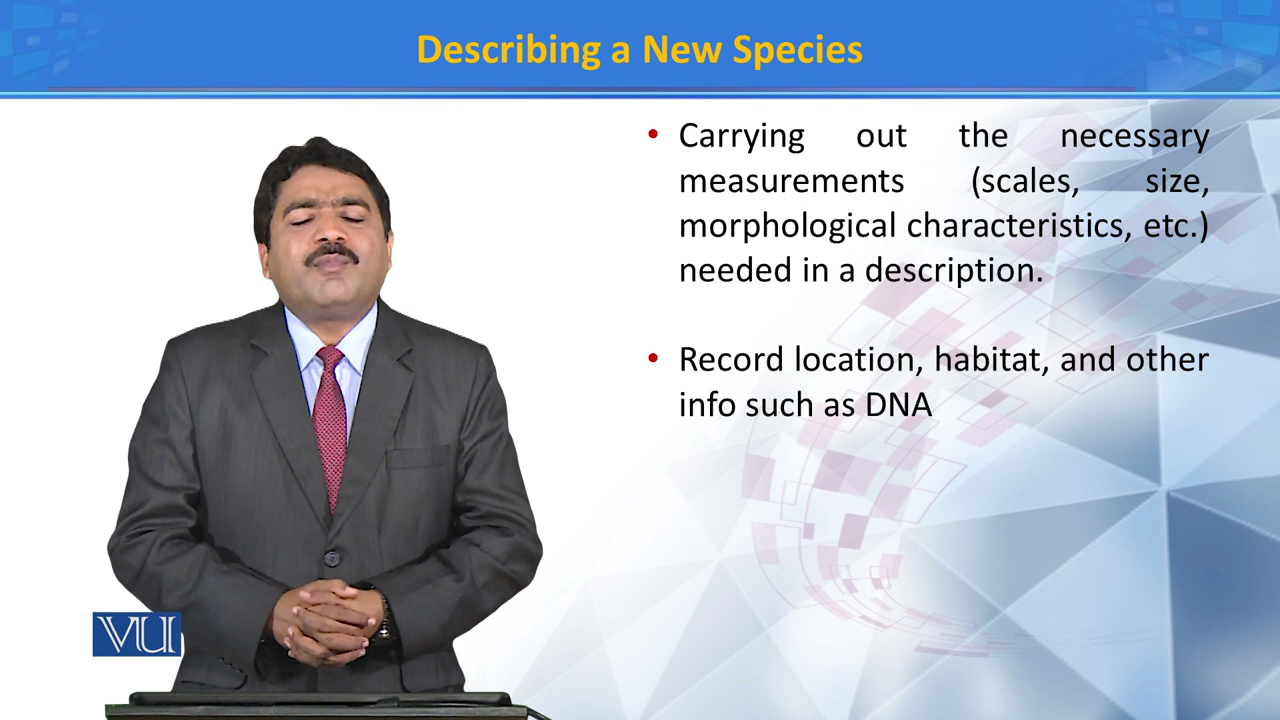 Describing a New Species
• Carrying out the necessary
measurements (scales, size,
morphological characteristics, etc.)
needed in a description.
• Record location, habitat, and other
info such as DNA
VU